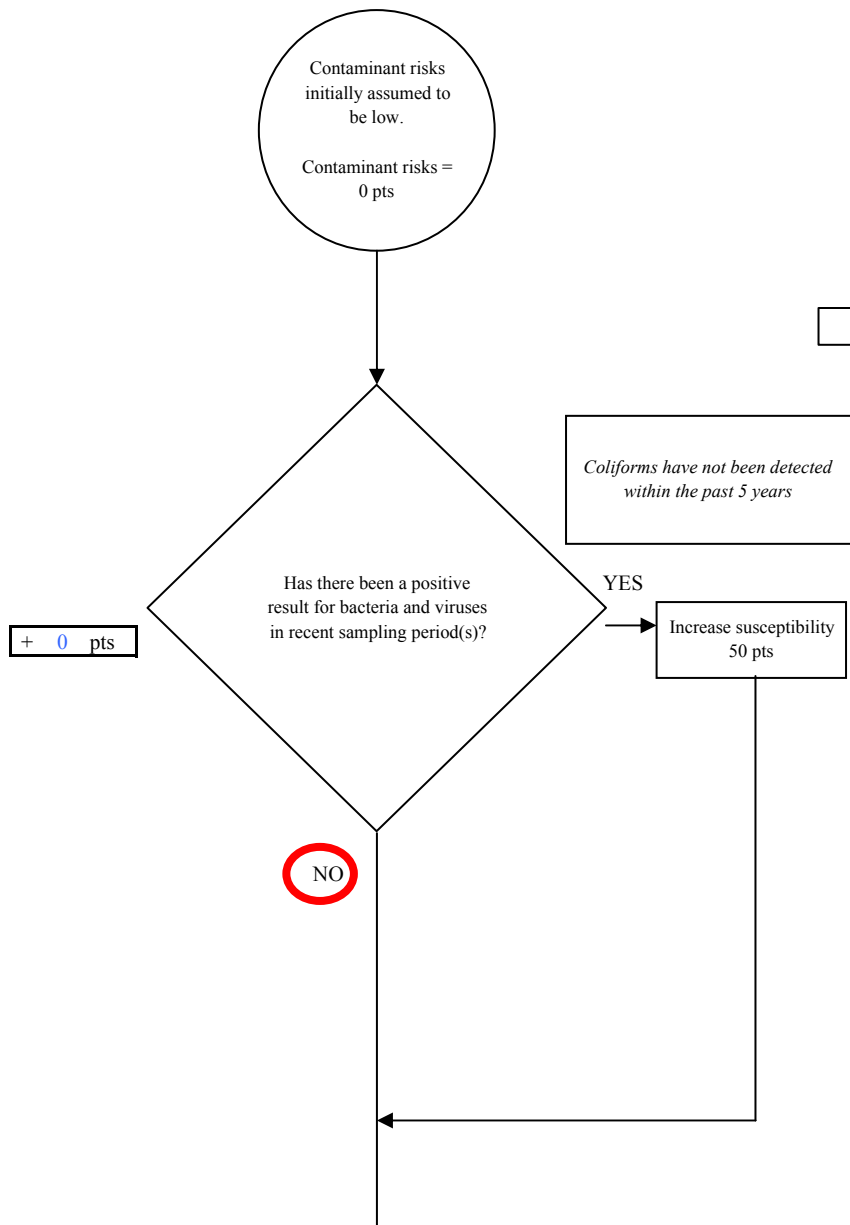 Contaminant risks
initially assumed to
be low.
Contaminant risks =
0 pts
Coliforms have not been detected
within the past 5 years
Has there been a positive
result for bacteria and viruses
in recent sampling period(s)?
YES
+ 0 pts
Increase susceptibility
50 pts
NO